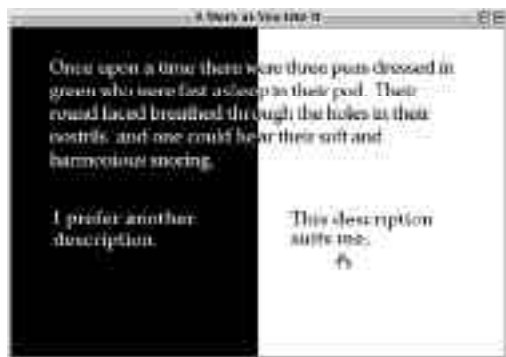 A Story as You Like It
Once upon a time there were three peas dressed in
green who were fast asleep in their pod. Their
round faced breathed through the holes in their
nostrils, and one could hear their soft and
harmonious snoring.
I prefer another
description.
This description
suits me.